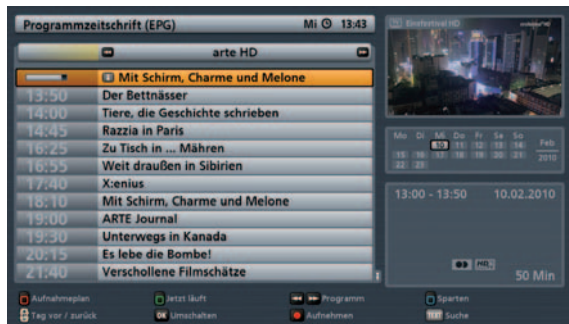 Programmzeitschrift (EPG) Mi 13:43
Einsfestival HD
arte HD
Mit Schirm, Charme und Melone
13:50 Der Bettnässer
14:00 Tiere, die Geschichte schrieben
14:45 Razzia in Paris
16:25 Zu Tisch in ... Mähren
16:55 Weit draußen in Sibirien
17:40 X:enius
18:10 Mit Schirm, Charme und Melone
19:00 ARTE Journal
19:30 Unterwegs in Kanada
20:15 Es lebe die Bombe!
21:40 Verschollene Filmschätze
Mo Di Mi Do Fr Sa So
10 11 12 13 14 Feb
15 16 17 18 19 20 21 2010
22 23
13:00 - 13:50 10.02.2010
50 Min
Aufnahmeplan Jetzt läuft Programm Sparten
Tag vor / zurück OK Umschalten Aufnehmen TEXT Suche